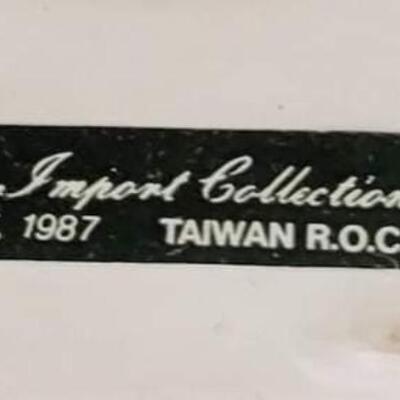 Import Collection
1987 TAIWAN R.O.C